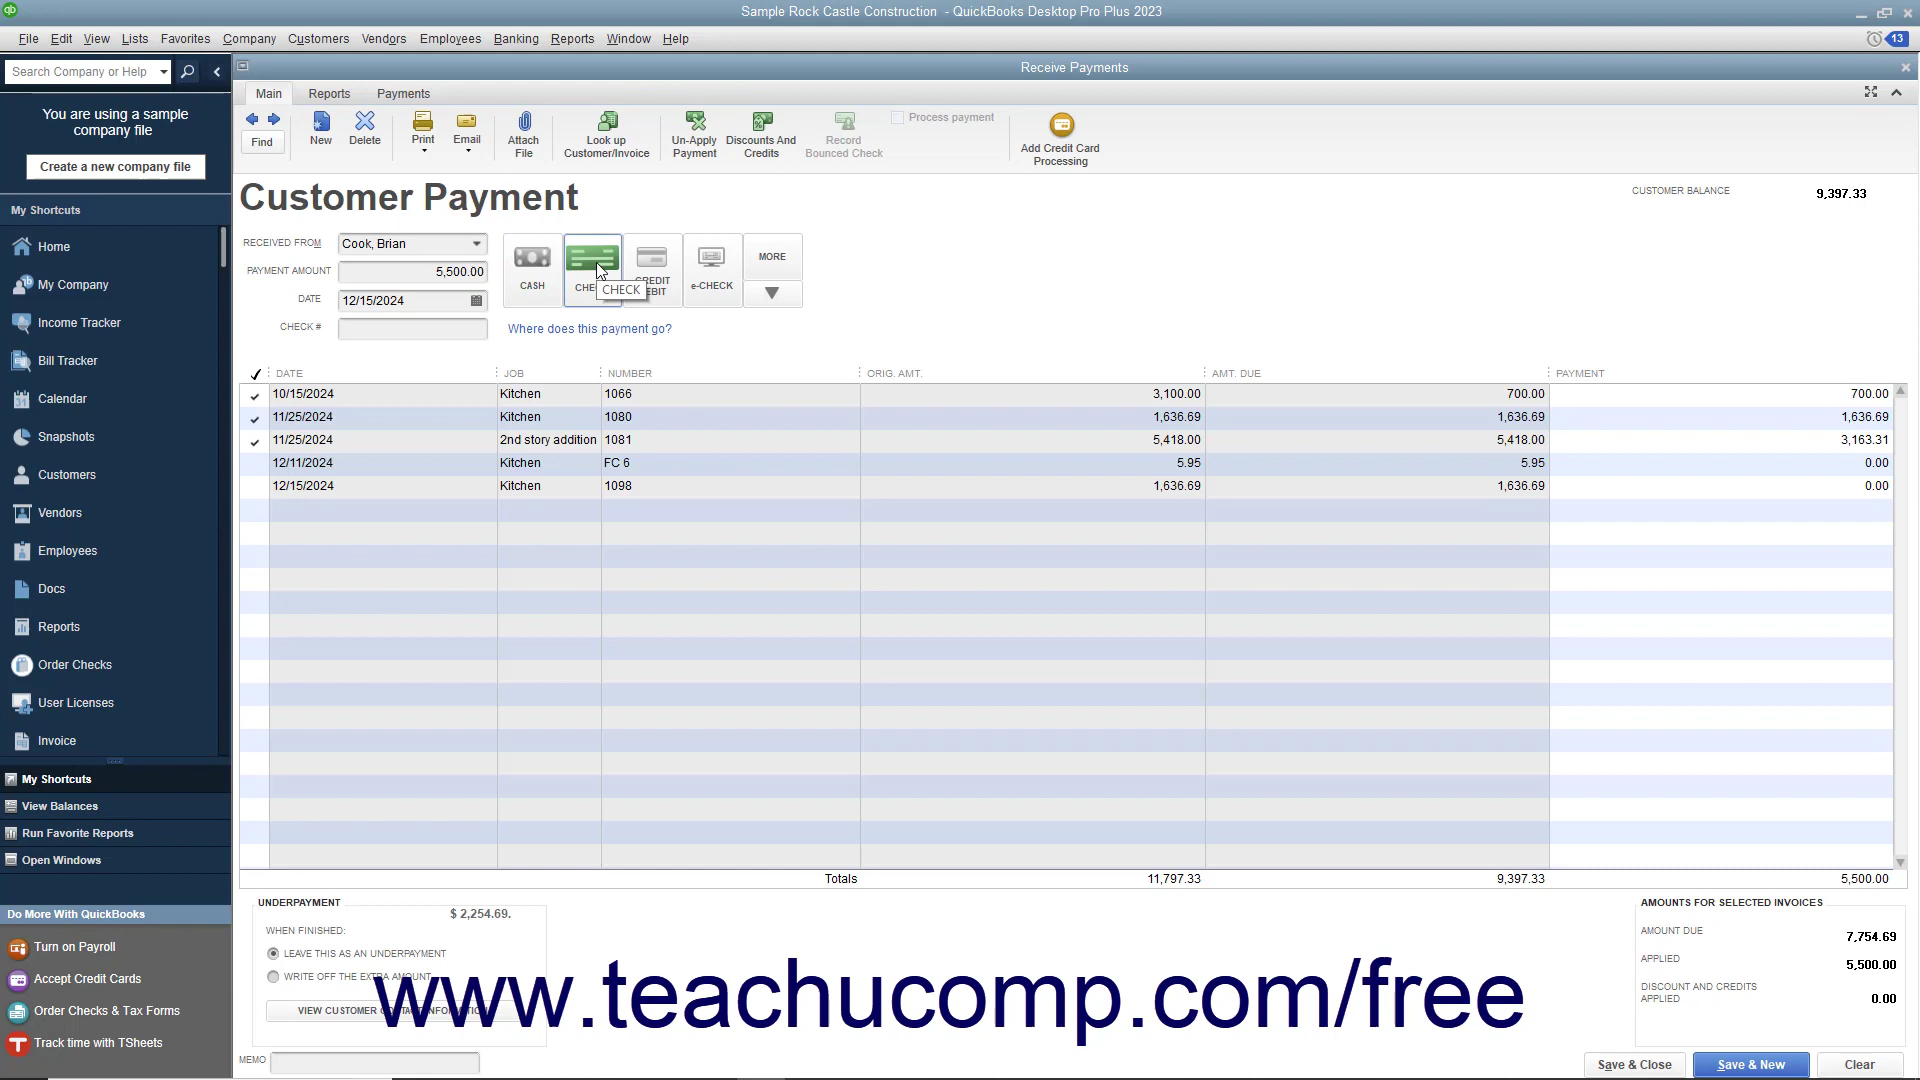 Sample Rock Castle Construction - QuickBooks Desktop Pro Plus 2023
File Edit View Lists Favorites Company Customers Vendors Employees Banking Reports Window Help
13
Search Company or Help
Receive Payments
You are using a sample
company file
Create a new company file
Main Reports Payments
Find
New
Delete
Print
Email
Attach
File
Look up
Customer/Invoice
Un-Apply
Payment
Discounts And
Credits
Record
Bounced Check
Process payment
Add Credit Card
Processing
My Shortcuts
Home
My Company
Income Tracker
Bill Tracker
Calendar
Snapshots
Customers
Vendors
Employees
Docs
Reports
Order Checks
User Licenses
Invoice
My Shortcuts
View Balances
Run Favorite Reports
Open Windows
Do More With QuickBooks
Turn on Payroll
Accept Credit Cards
Order Checks & Tax Forms
Track time with TSheets
Customer Payment
CUSTOMER BALANCE 9,397.33
RECEIVED FROM Cook, Brian
PAYMENT AMOUNT 5,500.00
DATE 12/15/2024
CHECK #
CASH
CHECK
e-CHECK
MORE
Where does this payment go?
DATE JOB NUMBER ORIG. AMT. AMT. DUE PAYMENT
10/15/2024 Kitchen 1066 3,100.00 700.00 700.00
11/25/2024 Kitchen 1080 1,636.69 1,636.69 1,636.69
11/25/2024 2nd story addition 1081 5,418.00 5,418.00 3,163.31
12/11/2024 Kitchen FC 6 5.95 5.95 0.00
12/15/2024 Kitchen 1098 1,636.69 1,636.69 0.00
Totals 11,797.33 9,397.33 5,500.00
UNDERPAYMENT
$ 2,254.69.
WHEN FINISHED:
LEAVE THIS AS AN UNDERPAYMENT
WRITE OFF THE EXTRA AMOUNT
VIEW CUSTOMER CONTACT INFORMATION
MEMO
AMOUNTS FOR SELECTED INVOICES
AMOUNT DUE 7,754.69
APPLIED 5,500.00
DISCOUNT AND CREDITS
APPLIED 0.00
www.teachucomp.com/free
Save & Close Save & New Clear